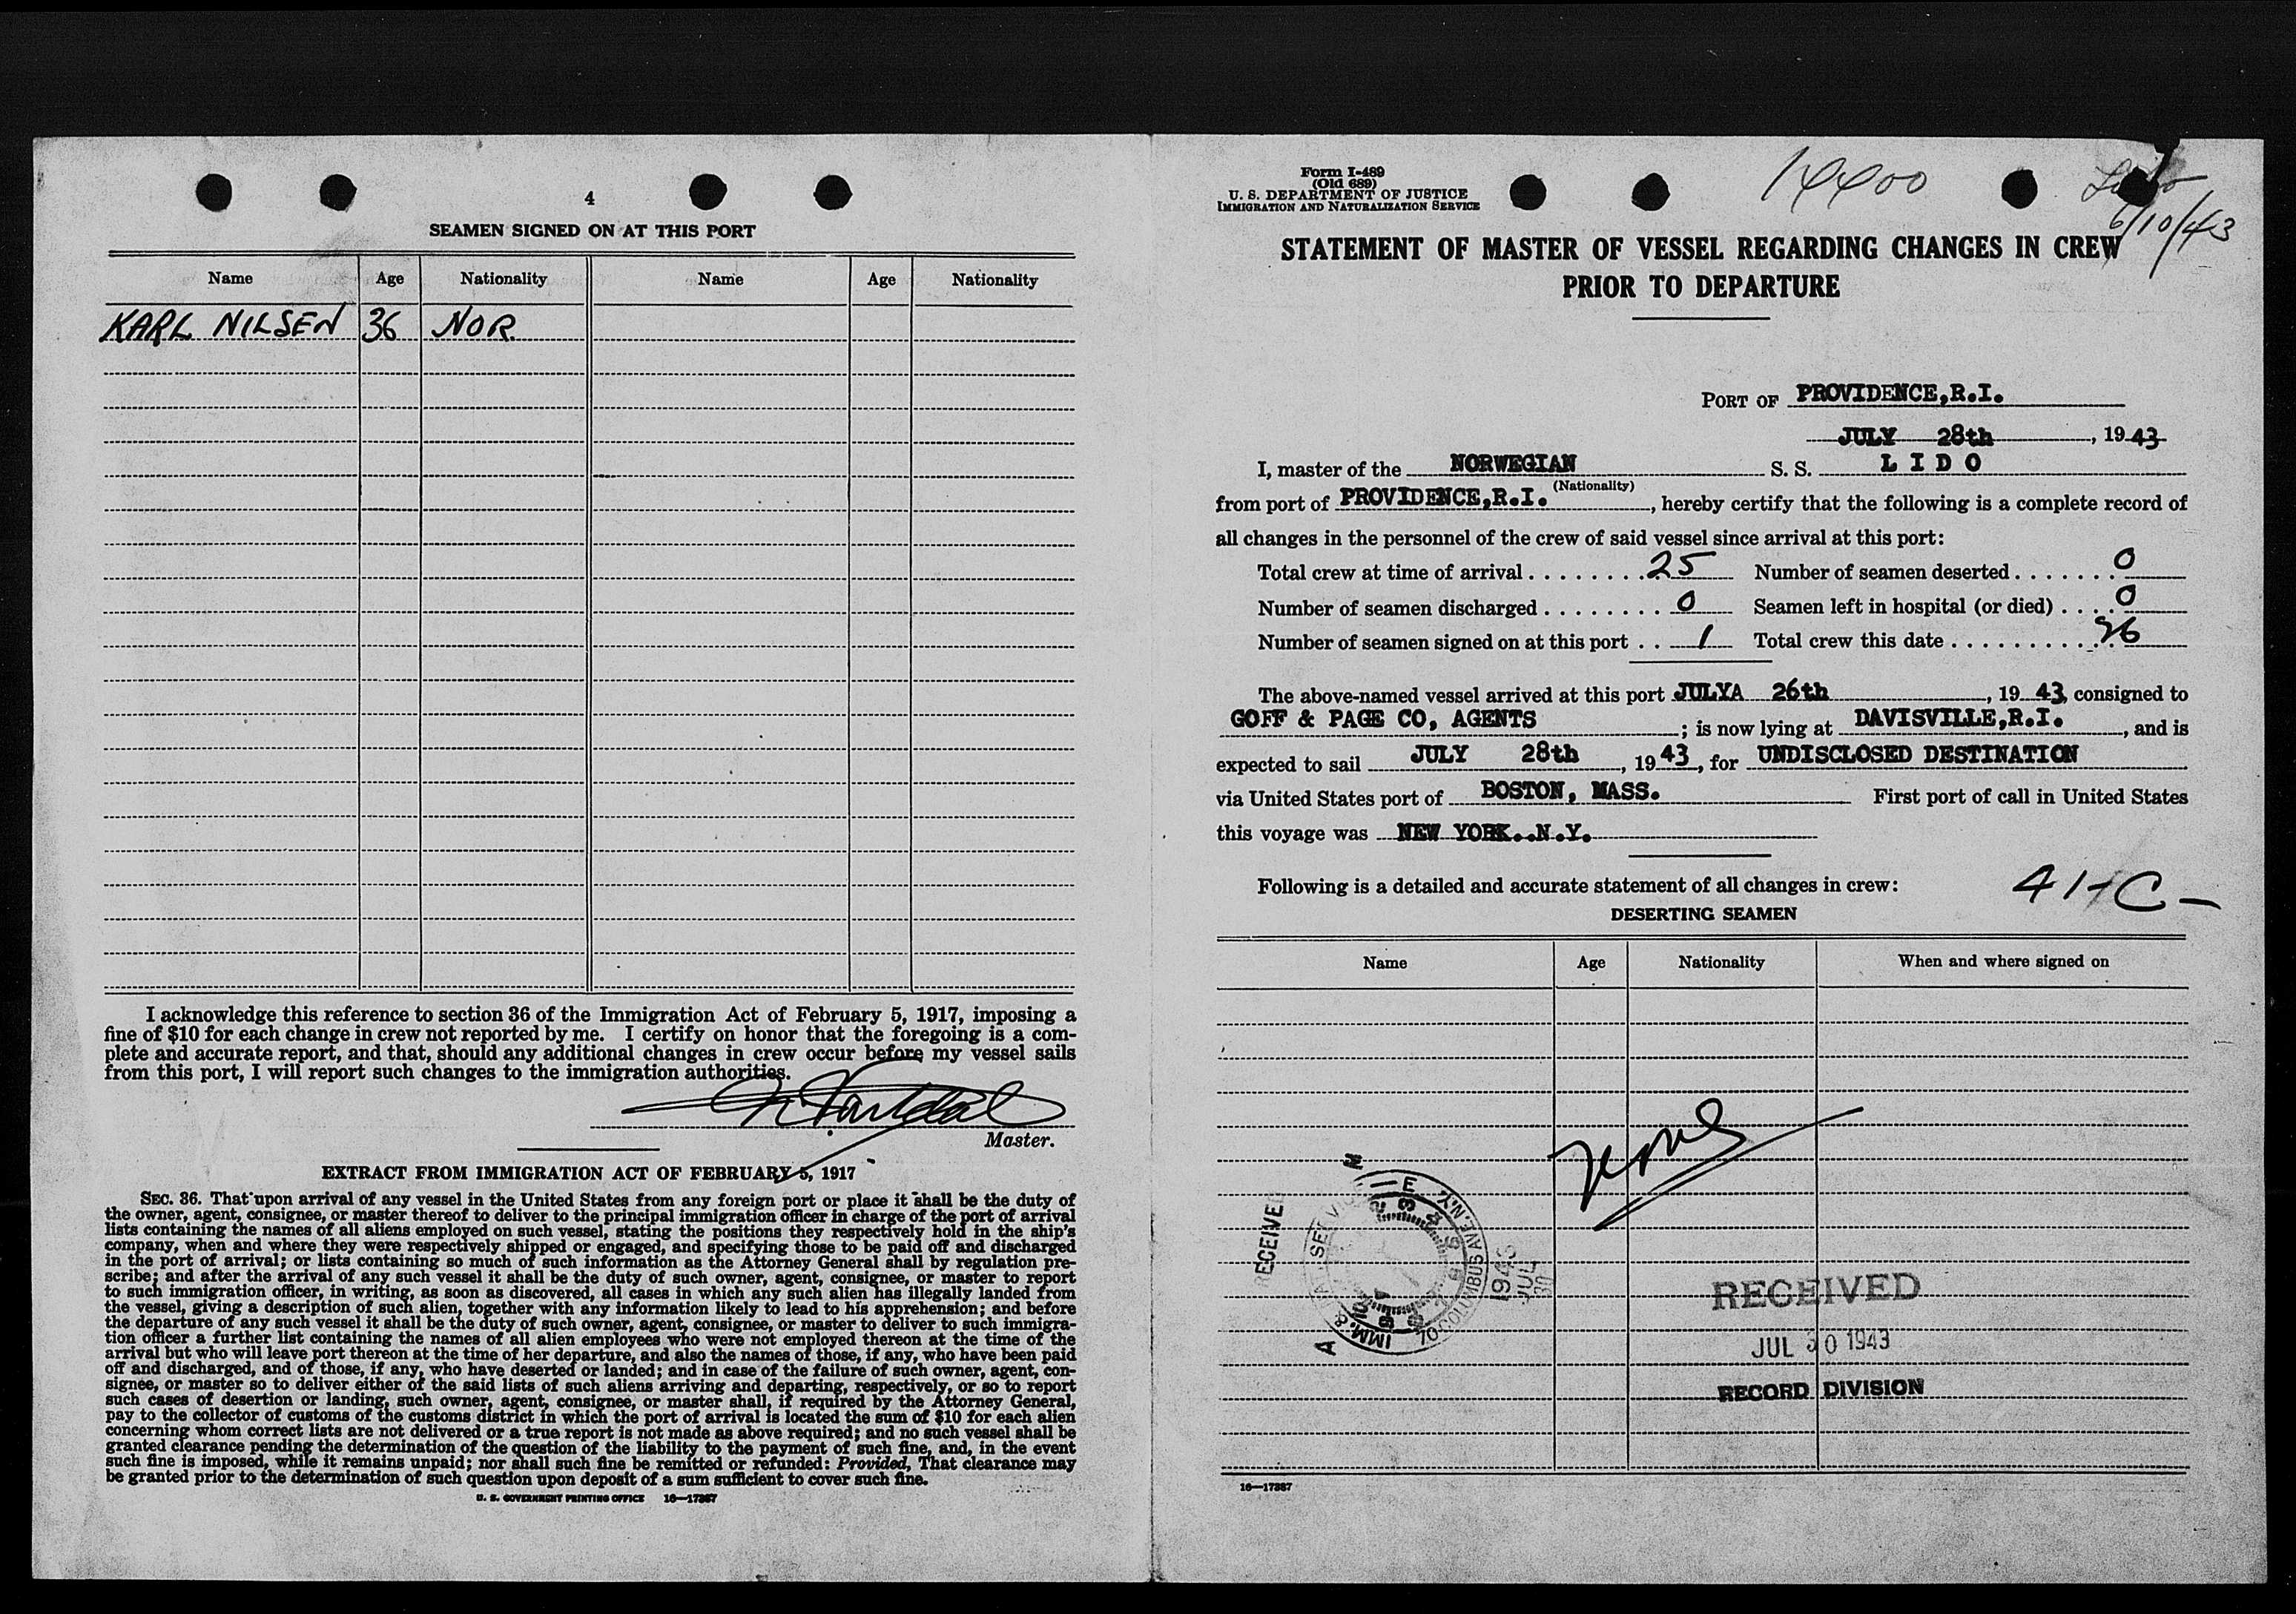 4
SEAMEN SIGNED ON AT THIS PORT
Name Age Nationality Name Age Nationality
KARL NILSEN 36 NOR.
I acknowledge this reference to section 36 of the Immigration Act of February 5, 1917, imposing a
fine of $10 for each change in crew not reported by me. I certify on honor that the foregoing is a com-
plete and accurate report, and that, should any additional changes in crew occur before my vessel sails
from this port, I will report such changes to the immigration authorities.
Master.
EXTRACT FROM IMMIGRATION ACT OF FEBRUARY 5, 1917
SEC. 36. That upon arrival of any vessel in the United States from any foreign port or place it shall be the duty of
the owner, agent, consignee, or master thereof to deliver to the principal immigration officer in charge of the port of arrival
lists containing the names of all aliens employed on such vessel, stating the positions they respectively hold in the ship's
company, when and where they were respectively shipped or engaged, and specifying those to be paid off and discharged
in the port of arrival; or lists containing so much of such information as the Attorney General shall by regulation pre-
scribe; and after the arrival of any such vessel it shall be the duty of such owner, agent, consignee, or master to report
to such immigration officer, in writing, as soon as discovered, all cases in which any such alien has illegally landed from
the vessel, giving a description of such alien, together with any information likely to lead to his apprehension; and before
the departure of any such vessel it shall be the duty of such owner, agent, consignee, or master to deliver to such immigra-
tion officer a further list containing the names of all alien employees who were not employed thereon at the time of the
arrival but who will leave port thereon at the time of her departure, and also the names of those, if any, who have been paid
off and discharged, and of those, if any, who have deserted or landed; and in case of the failure of such owner, agent, con-
signee, or master so to deliver either of the said lists of such aliens arriving and departing, respectively, or so to report
such cases of desertion or landing, such owner, agent, consignee, or master shall, if required by the Attorney General,
pay to the collector of customs of the customs district in which the port of arrival is located the sum of $10 for each alien
concerning whom correct lists are not delivered or a true report is not made as above required; and no such vessel shall be
granted clearance pending the determination of the question of the liability to the payment of such fine, and, in the event
such fine is imposed, while it remains unpaid; nor shall such fine be remitted or refunded: Provided, That clearance may
be granted prior to the determination of such question upon deposit of a sum sufficient to cover such fine.
U. S. GOVERNMENT PRINTING OFFICE 16—17367
Form I-489
(Old 689)
U. S. DEPARTMENT OF JUSTICE
IMMIGRATION AND NATURALIZATION SERVICE
6/10/43
STATEMENT OF MASTER OF VESSEL REGARDING CHANGES IN CREW
PRIOR TO DEPARTURE
PORT OF PROVIDENCE,R.I.
JULY 28th, 1943
I, master of the NORWEGIAN S. S. LIDO
(Nationality)
from port of PROVIDENCE,R.I., hereby certify that the following is a complete record of
all changes in the personnel of the crew of said vessel since arrival at this port:
Total crew at time of arrival........25 Number of seamen deserted.......0
Number of seamen discharged........0 Seamen left in hospital (or died)....0
Number of seamen signed on at this port..1 Total crew this date...........26
The above-named vessel arrived at this port JULYA 26th, 1943, consigned to
GOFF & PAGE CO, AGENTS; is now lying at DAVISVILLE,R.I., and is
expected to sail JULY 28th, 1943, for UNDISCLOSED DESTINATION
via United States port of BOSTON, MASS. First port of call in United States
this voyage was NEW YORK..N.Y.
Following is a detailed and accurate statement of all changes in crew:
41-C-
DESERTING SEAMEN
Name Age Nationality When and where signed on
None
RECEIVED
COLUMBUS AVE.N.Y.
IMM. &
1943
JUL
30
RECEIVED
JUL 30 1943
RECORD DIVISION
16—17367